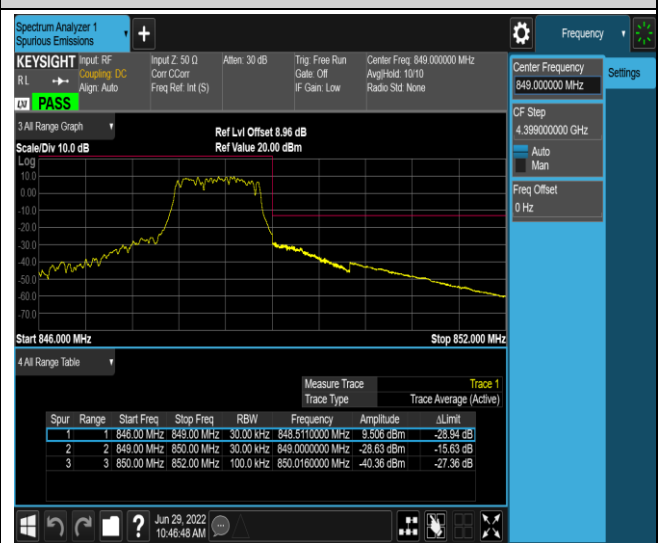 Spectrum Analyzer 1
Spurious Emissions
Frequency
KEYSIGHT Input: RF
RL Coupling: DC
Align: Auto
Input Z: 50 Ω
Corr CCorr
Freq Ref: Int (S)
Atten: 30 dB
Trig: Free Run
Gate: Off
IF Gain: Low
Center Freq: 849.000000 MHz
Avg|Hold: 10/10
Radio Std: None
LXI PASS
Center Frequency
849.000000 MHz
Settings
CF Step
4.399000000 GHz
Auto
Man
Freq Offset
0 Hz
3 All Range Graph
Ref Lvl Offset 8.96 dB
Scale/Div 10.0 dB Ref Value 20.00 dBm
Log
10.0
0.00
-10.0
-20.0
-30.0
-40.0
-50.0
-60.0
-70.0
Start 846.000 MHz Stop 852.000 MHz
4 All Range Table
Measure Trace Trace 1
Trace Type Trace Average (Active)
Spur Range Start Freq Stop Freq RBW Frequency Amplitude ΔLimit
1 1 846.00 MHz 849.00 MHz 30.00 kHz 848.5110000 MHz 9.506 dBm -28.94 dB
2 2 849.00 MHz 850.00 MHz 30.00 kHz 849.0000000 MHz -28.63 dBm -15.63 dB
3 3 850.00 MHz 852.00 MHz 100.0 kHz 850.0160000 MHz -40.36 dBm -27.36 dB
? Jun 29, 2022
10:46:48 AM